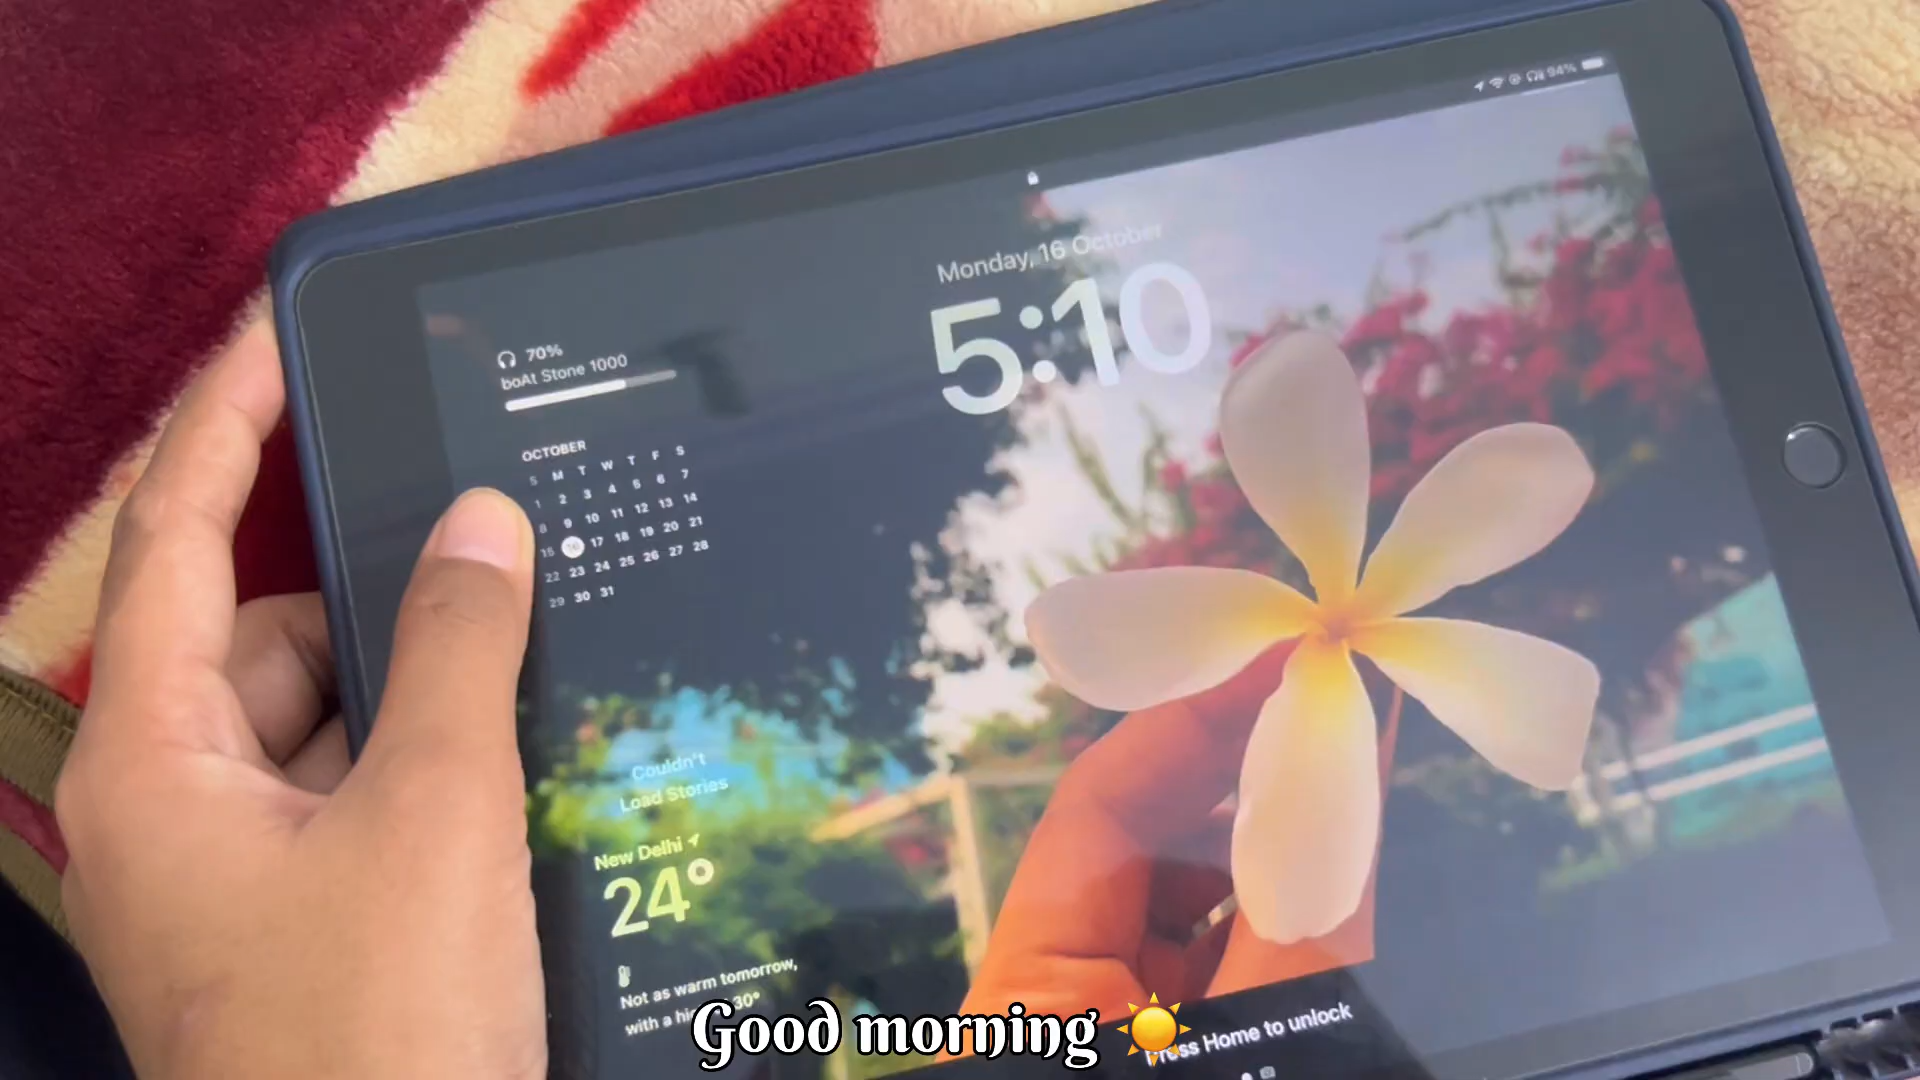 94%
Monday, 16 October
5:10
70%
boAt Stone 1000
OCTOBER
S M T W T F S
1 2 3 4 5 6 7
8 9 10 11 12 13 14
15 16 17 18 19 20 21
22 23 24 25 26 27 28
29 30 31
Couldn't
Load Stories
New Delhi
24°
Not as warm tomorrow,
with a 30°
Good morning ☀️
Press Home to unlock